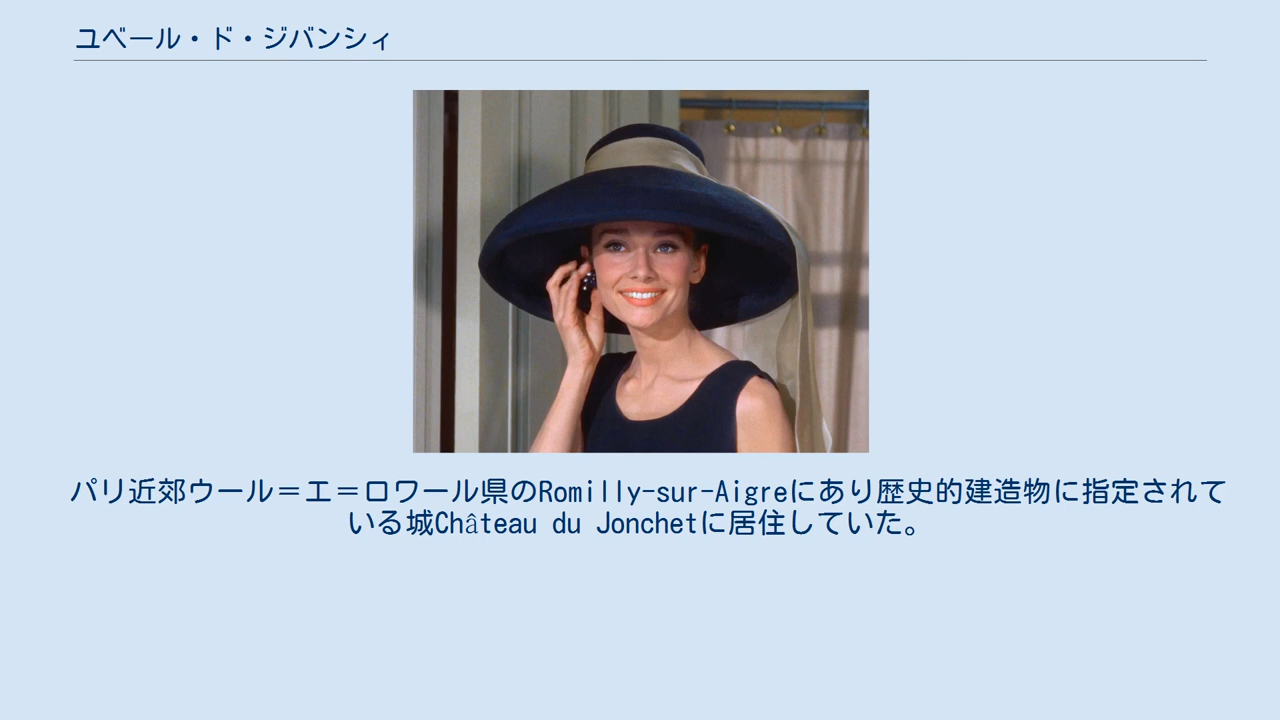 ユベール・ド・ジバンシィ
パリ近郊ウール＝エ＝ロワール県のRomilly-sur-Aigreにあり歴史的建造物に指定されて
いる城Château du Jonchetに居住していた。